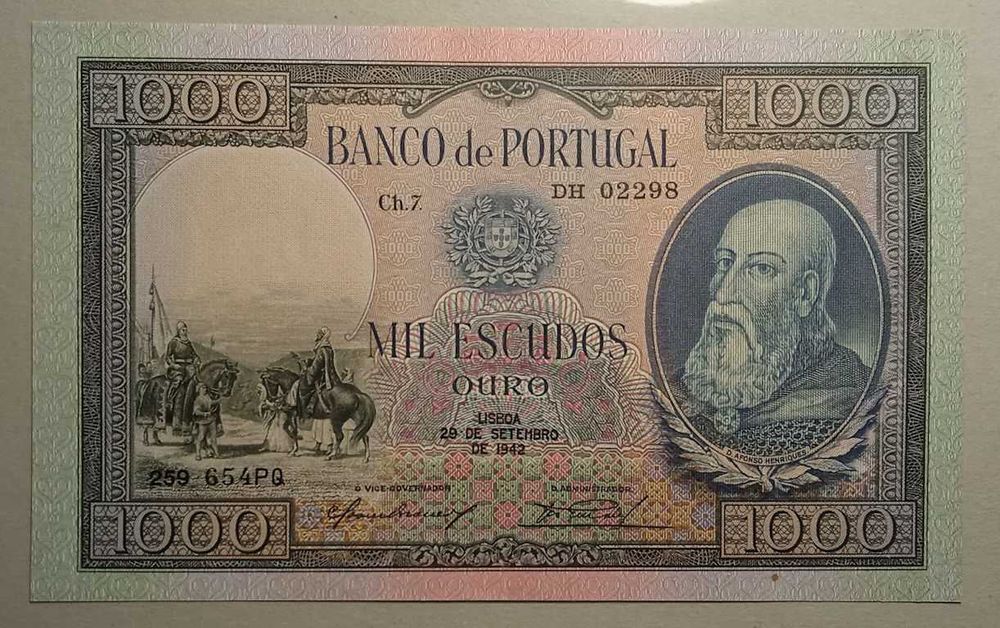 1000 1000
BANCO de PORTUGAL
Ch.7. DH 02298
MIL ESCUDOS
OURO
LISBOA
29 DE SETEMBRO
DE 1942
D. AFONSO HENRIQUES
259 654PQ
O VICE-GOVERNADOR O ADMINISTRADOR
1000 1000